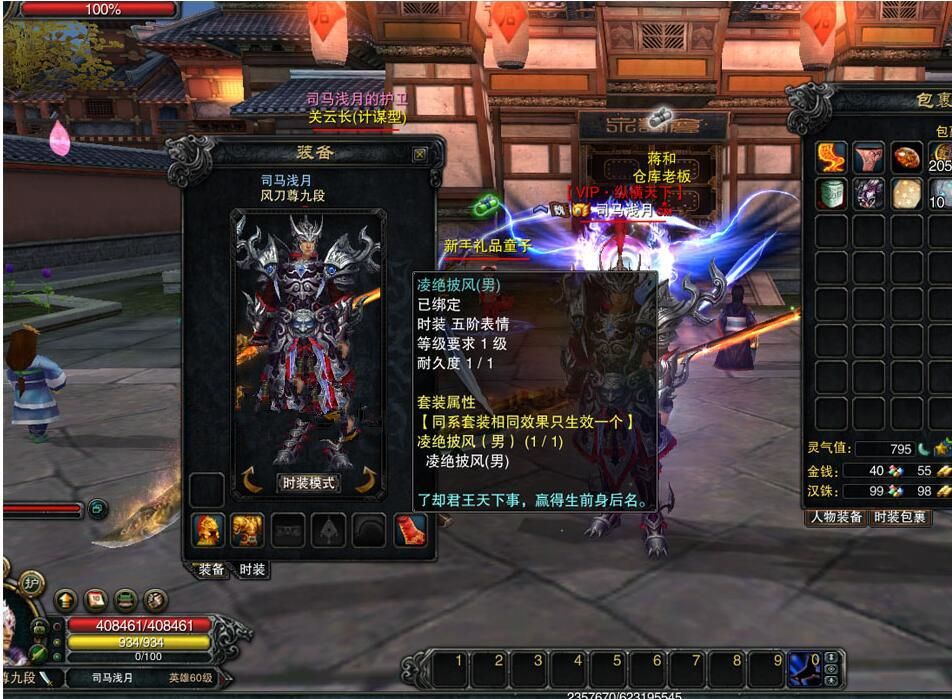 100%
司马浅月的护卫
关云长(计谋型)
装备
司马浅月
风刀尊九段
时装模式
装备
时装
蒋和
仓库老板
【VIP·纵横天下】
魏
司马浅月
新手礼品童子
凌绝披风(男)
已绑定
时装 五阶表情
等级要求 1 级
耐久度 1 / 1
套装属性
【同系套装相同效果只生效一个】
凌绝披风（男）(1 / 1)
凌绝披风(男)
了却君王天下事，赢得生前身后名。
包裹
205
10
灵气值: 795
金钱: 40 55
汉铢: 99 98
人物装备
时装包裹
护
408461/408461
934/934
0/100
尊九段
司马浅月
英雄60级
1 2 3 4 5 6 7 8 9 0
2357670/623195545